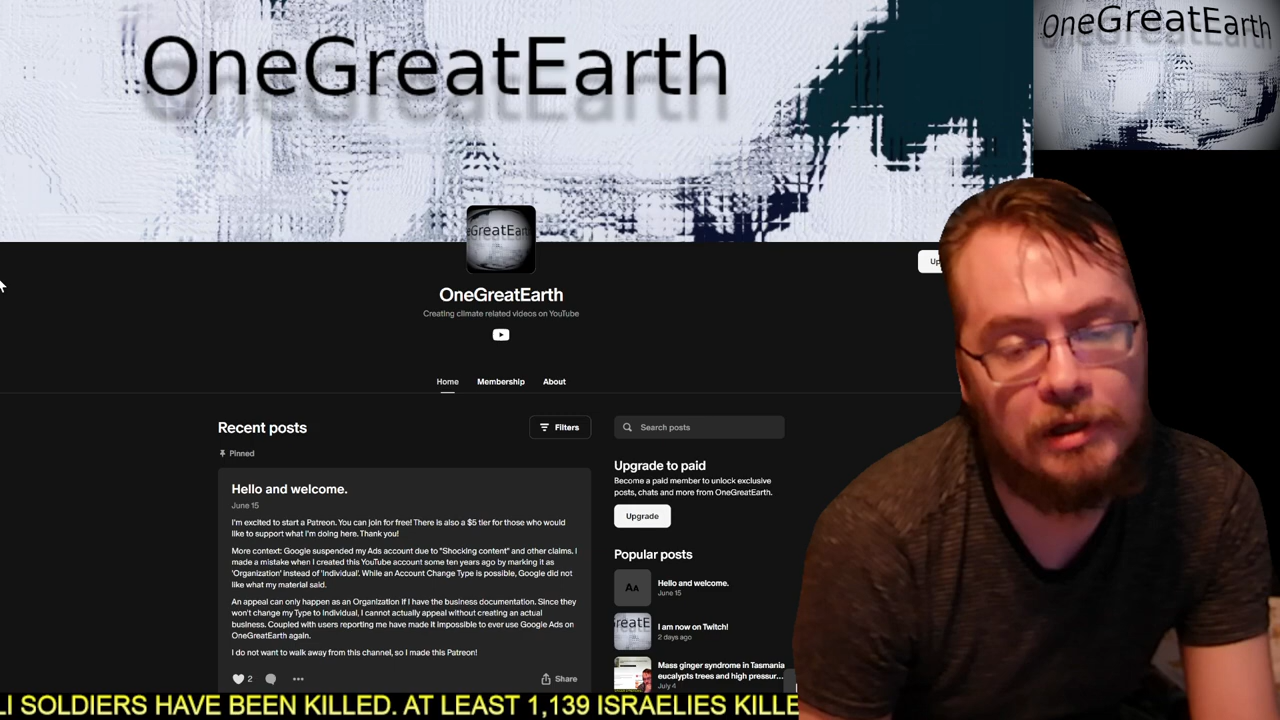 OneGreatEarth
OneGreatEarth
GreatEart
Up
OneGreatEarth
Creating climate related videos on YouTube
Home Membership About
Recent posts
Filters
Search posts
Pinned
Hello and welcome.
June 15
I'm excited to start a Patreon. You can join for free! There is also a $5 tier for those who would
like to support what I'm doing here. Thank you!
More context: Google suspended my Ads account due to "Shocking content" and other claims. I
made a mistake when I created this YouTube account some ten years ago by marking it as
'Organization' instead of 'Individual'. While an Account Change Type is possible, Google did not
like what my material said.
An appeal can only happen as an Organization if I have the business documentation. Since they
won't change my Type to Individual, I cannot actually appeal without creating an actual
business. Coupled with users reporting me have made it impossible to ever use Google Ads on
OneGreatEarth again.
I do not want to walk away from this channel, so I made this Patreon!
2
Share
Upgrade to paid
Become a paid member to unlock exclusive
posts, chats and more from OneGreatEarth.
Upgrade
Popular posts
AA
Hello and welcome.
June 15
reatE
I am now on Twitch!
2 days ago
Mass ginger syndrome in Tasmania
eucalypts trees and high pressur...
July 4
LI SOLDIERS HAVE BEEN KILLED. AT LEAST 1,139 ISRAELIES KILLE